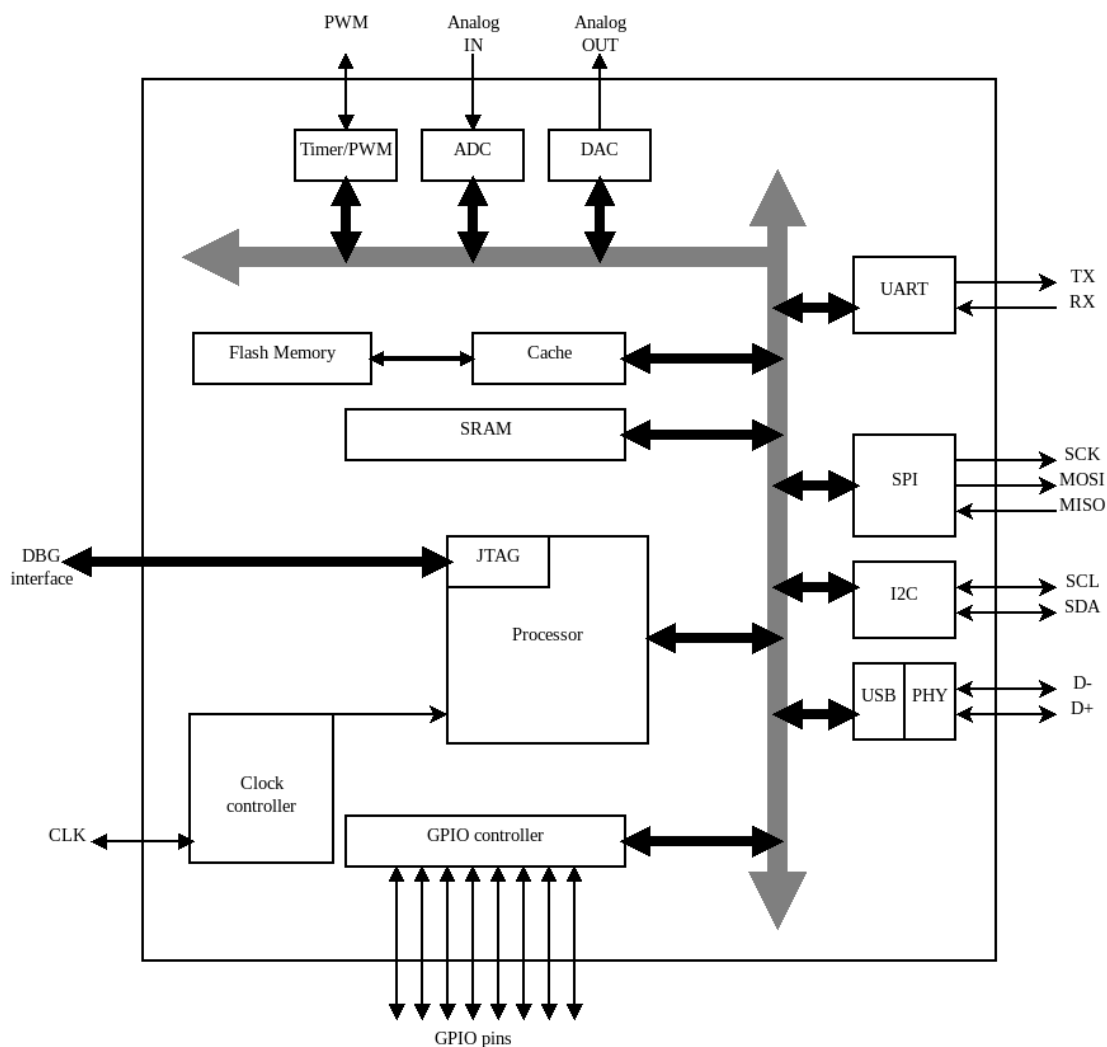 PWM
Analog
IN
Analog
OUT
Timer/PWM
ADC
DAC
UART
TX
RX
Flash Memory
Cache
SRAM
SPI
SCK
MOSI
MISO
DBG
interface
JTAG
Processor
I2C
SCL
SDA
USB
PHY
D-
D+
Clock
controller
CLK
GPIO controller
GPIO pins